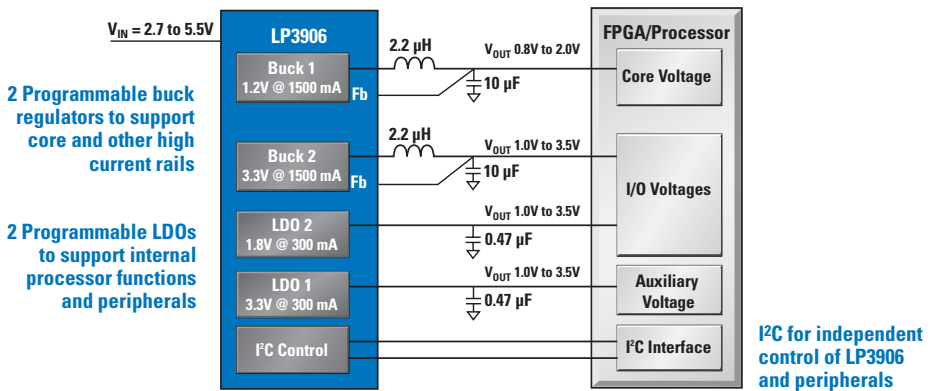 V_IN = 2.7 to 5.5V
LP3906
FPGA/Processor
2 Programmable buck
regulators to support
core and other high
current rails
Buck 1
1.2V @ 1500 mA
Fb
2.2 µH
V_OUT 0.8V to 2.0V
10 µF
Core Voltage
Buck 2
3.3V @ 1500 mA
Fb
2.2 µH
V_OUT 1.0V to 3.5V
10 µF
I/O Voltages
2 Programmable LDOs
to support internal
processor functions
and peripherals
LDO 2
1.8V @ 300 mA
V_OUT 1.0V to 3.5V
0.47 µF
LDO 1
3.3V @ 300 mA
V_OUT 1.0V to 3.5V
0.47 µF
Auxiliary
Voltage
I²C Control
I²C Interface
I²C for independent
control of LP3906
and peripherals